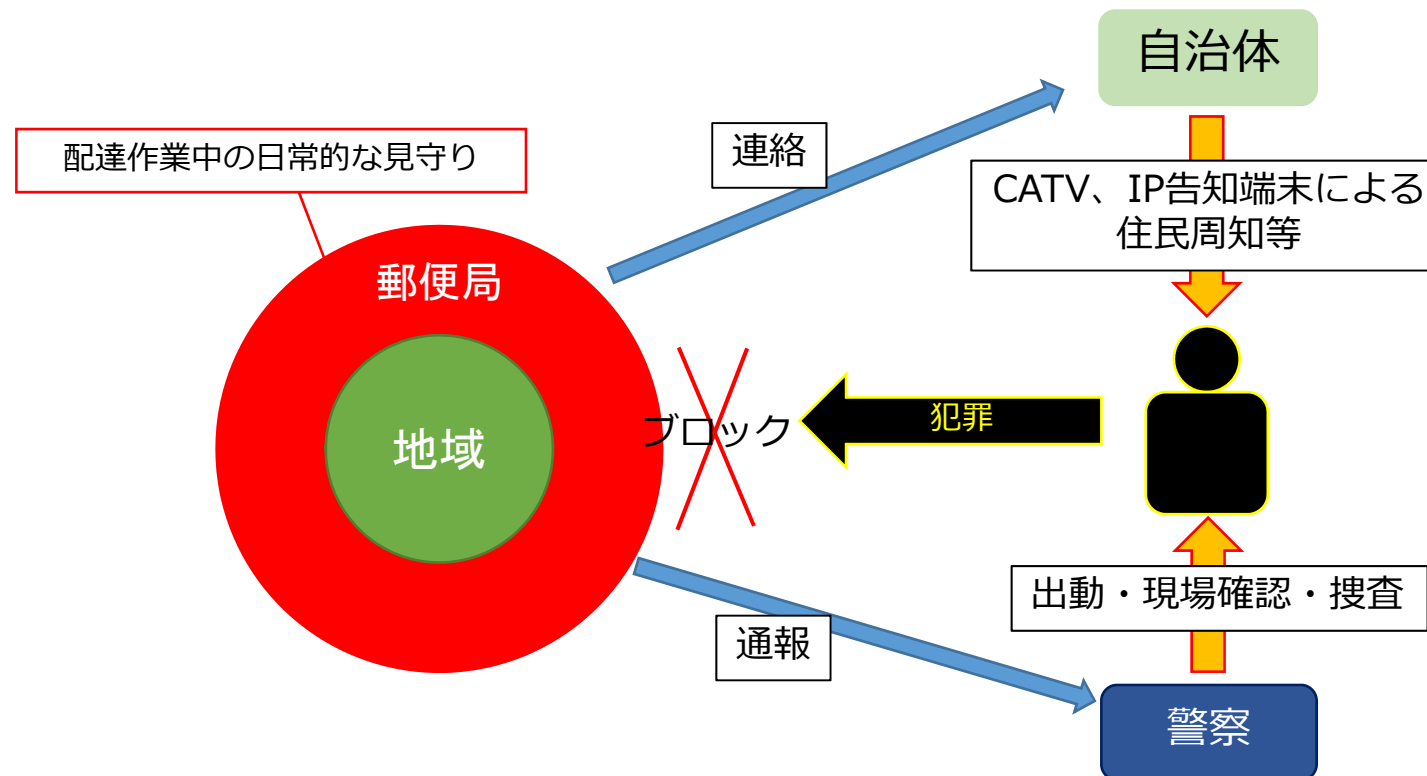 自治体
連絡
配達作業中の日常的な見守り
CATV、IP告知端末による
住民周知等
郵便局
ブロック
犯罪
地域
出動・現場確認・捜査
通報
警察